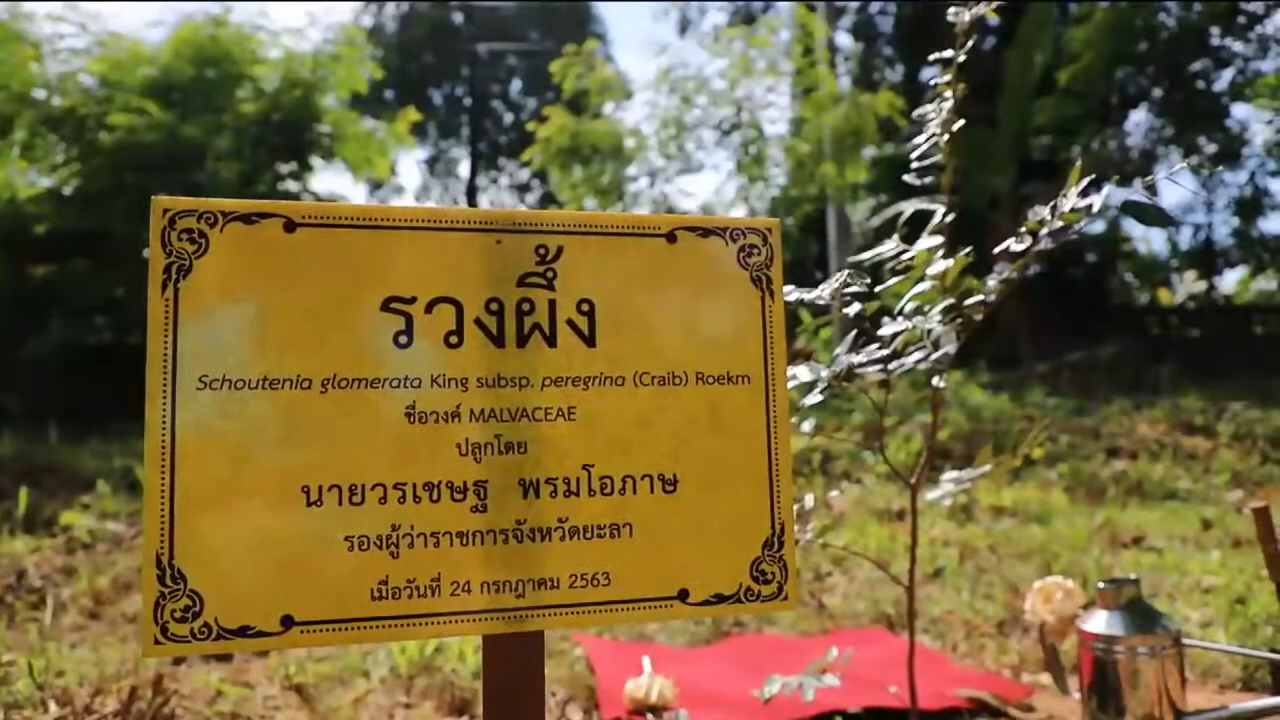 รวงผึ้ง
Schoutenia glomerata King subsp. peregrina (Craib) Roekm
ชื่อวงค์ MALVACEAE
ปลูกโดย
นายวรเชษฐ พรมโอภาษ
รองผู้ว่าราชการจังหวัดยะลา
เมื่อวันที่ 24 กรกฎาคม 2563